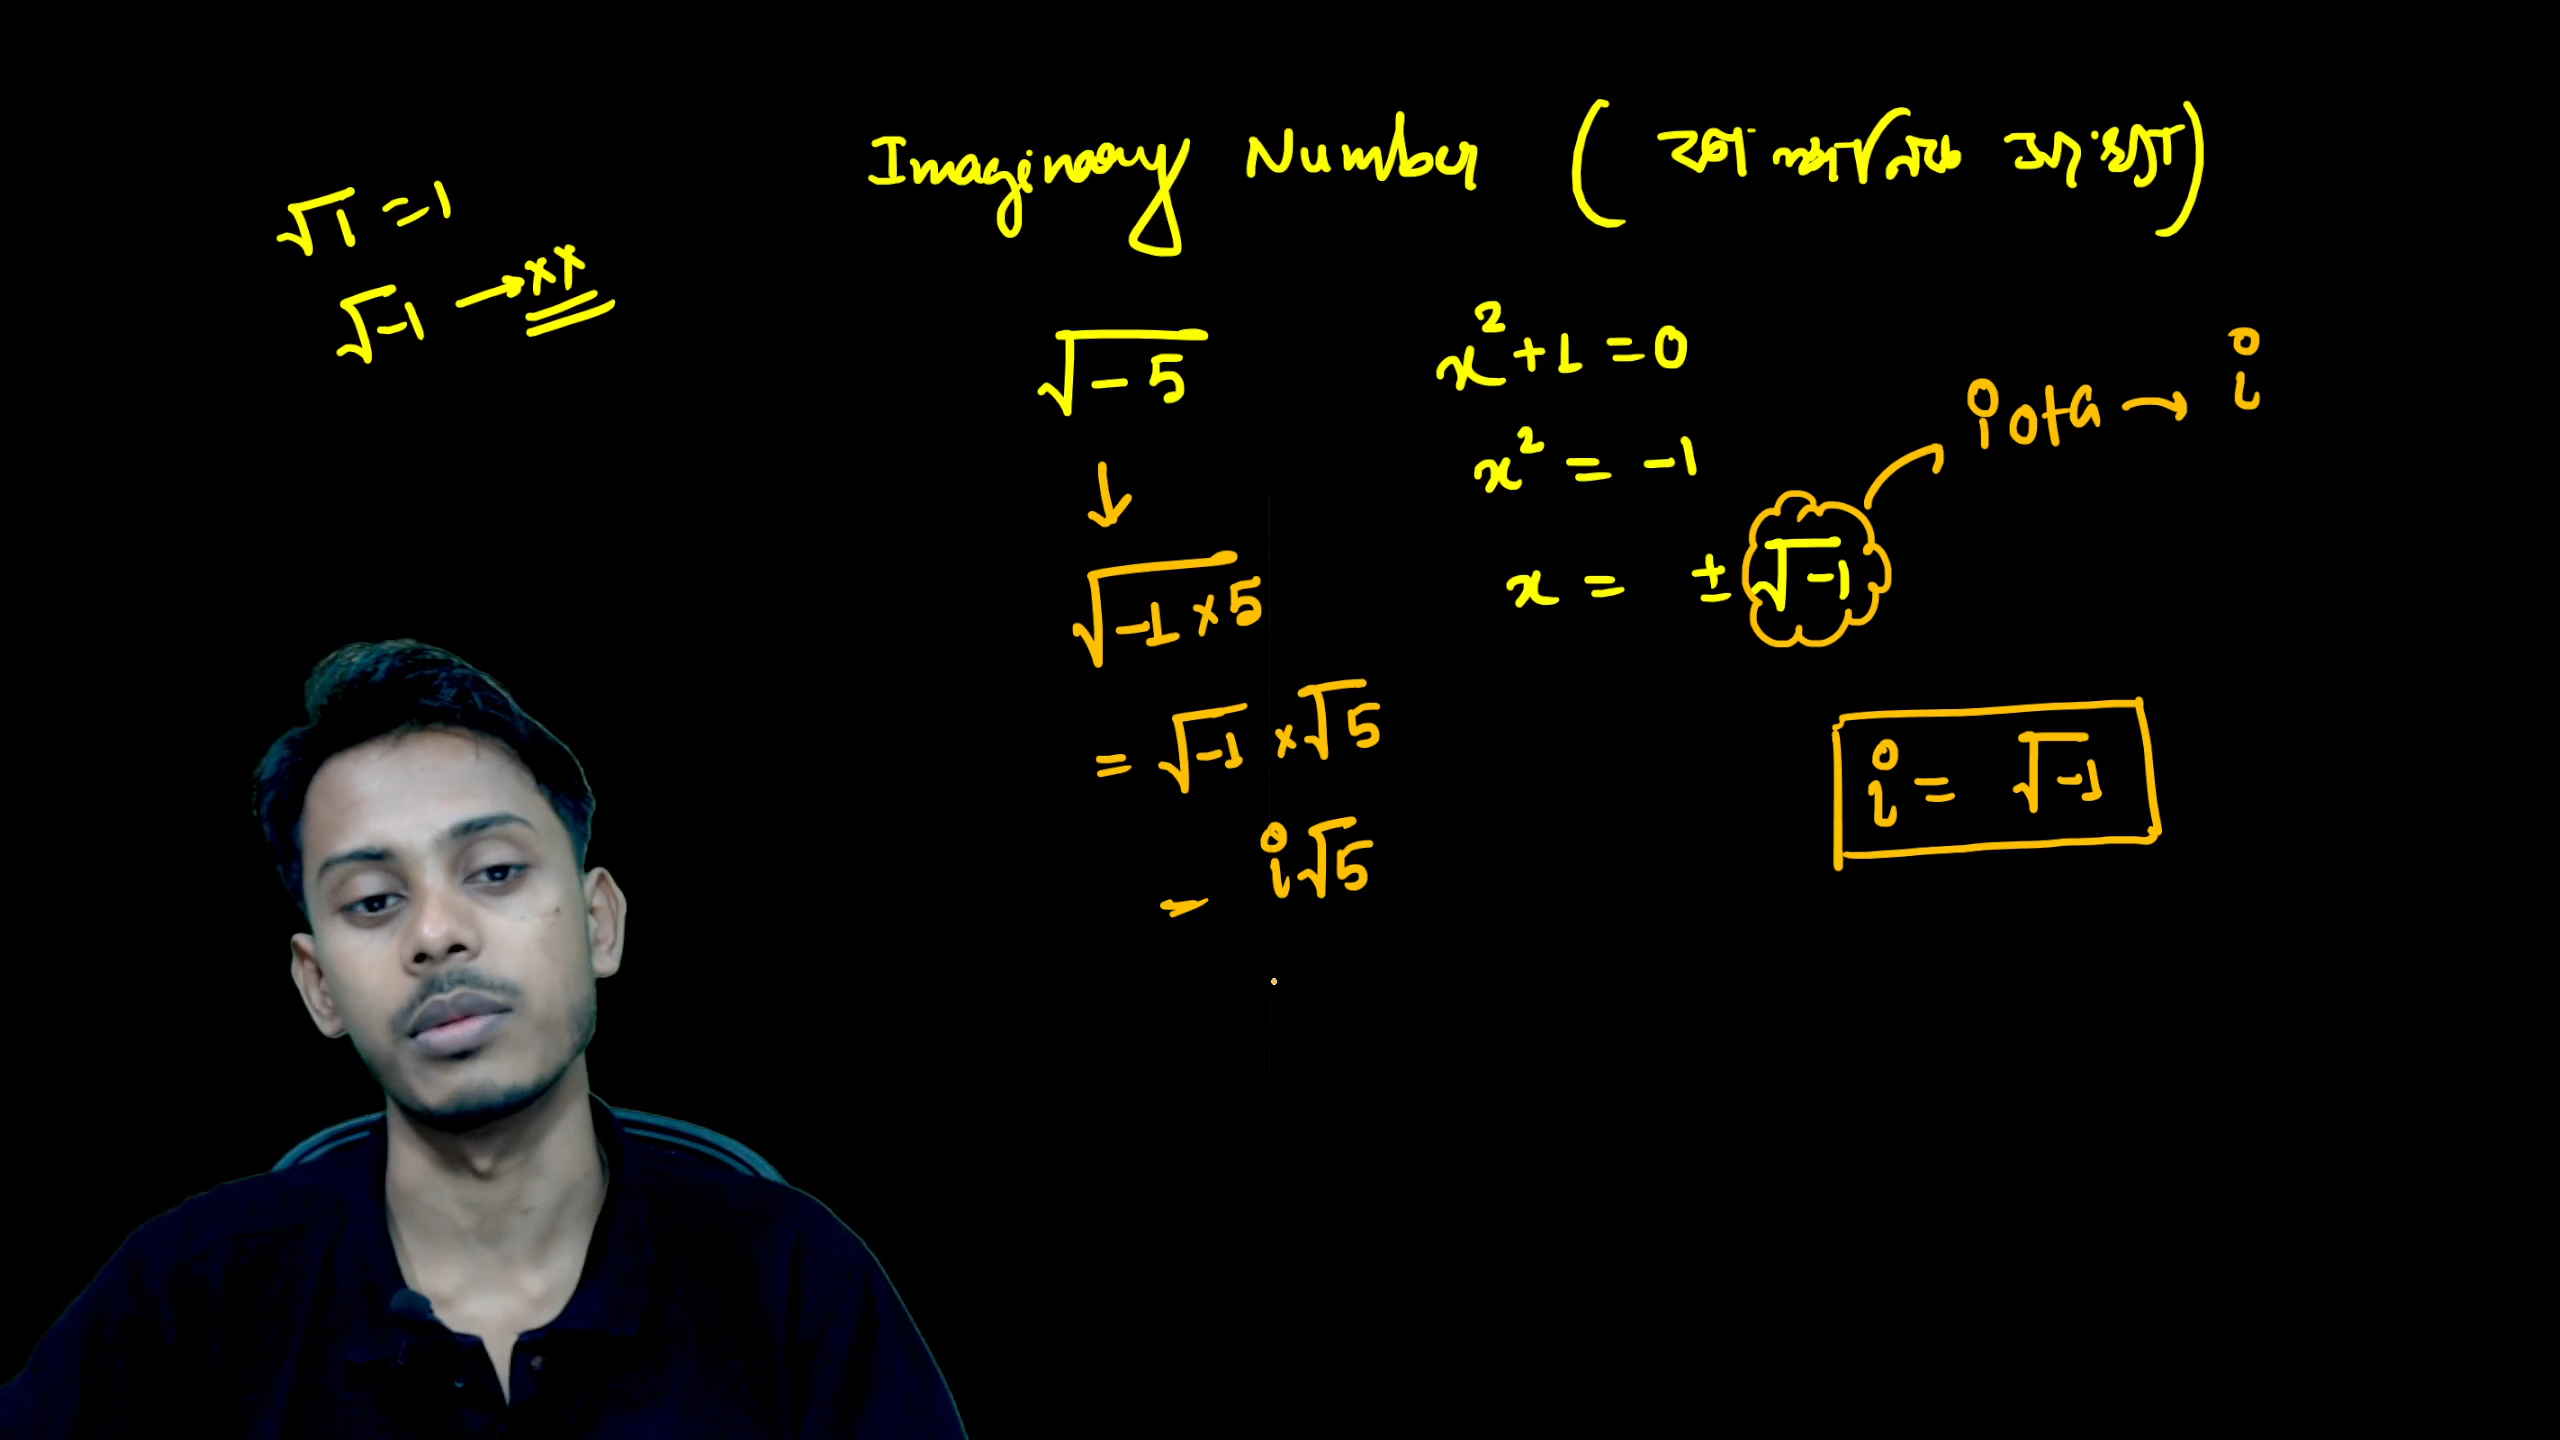 Imaginary Number (কাল্পনিক সংখ্যা)
√1 = 1
√-1 → xx
√-5
↓
√-1 × 5
= √-1 × √5
= i√5
x² + 1 = 0
x² = -1
x = ± √-1
iota → i
i = √-1